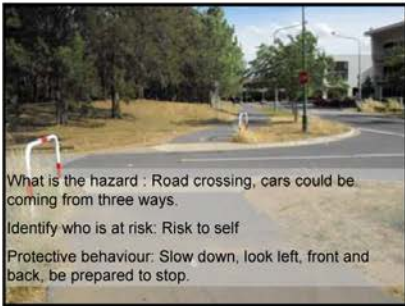 What is the hazard : Road crossing, cars could be
coming from three ways.
Identify who is at risk: Risk to self
Protective behaviour: Slow down, look left, front and
back, be prepared to stop.